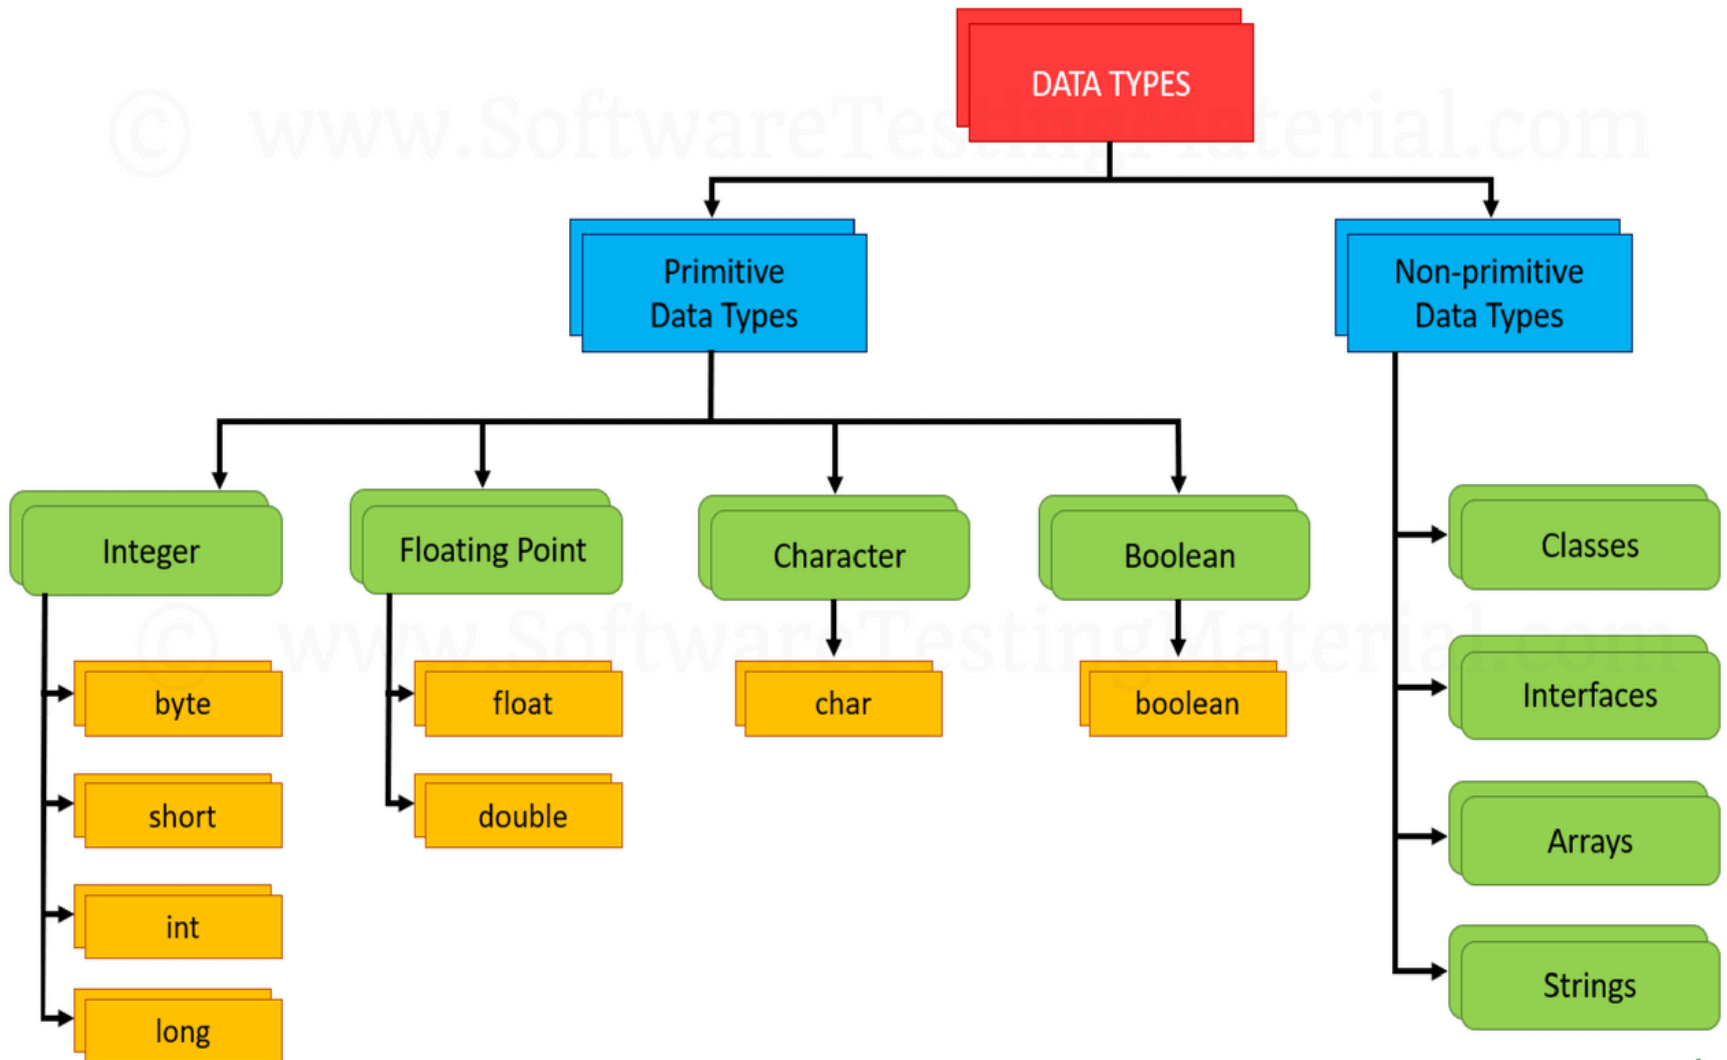 DATA TYPES
© www.SoftwareTestingMaterial.com
Primitive
Data Types
Non-primitive
Data Types
Integer
Floating Point
Character
Boolean
Classes
© www.SoftwareTestingMaterial.com
byte
float
char
boolean
Interfaces
short
double
Arrays
int
Strings
long